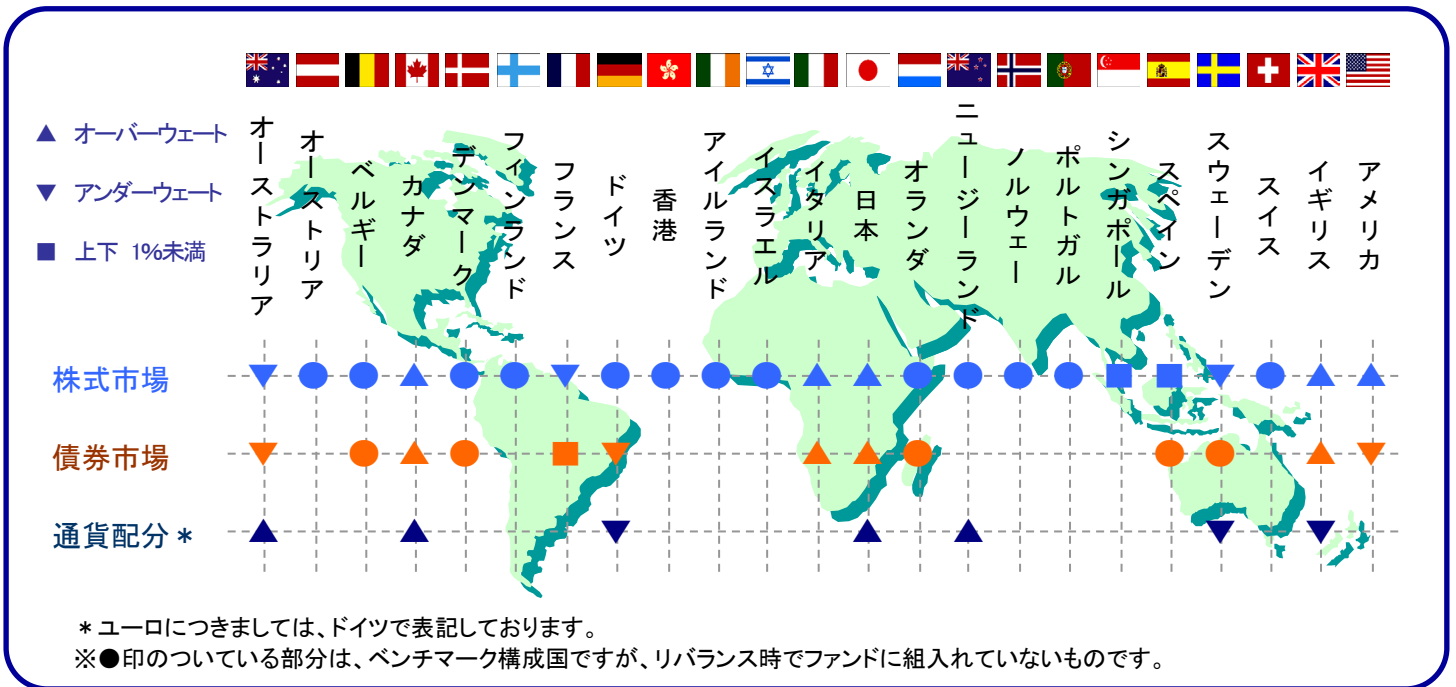 ▲ オーバーウェート
▼ アンダーウェート
■ 上下 1%未満
オーストラリア
オーストリア
ベルギー
カナダ
デンマーク
フィンランド
フランス
ドイツ
香港
アイルランド
イスラエル
イタリア
日本
オランダ
ニュージーランド
ノルウェー
ポルトガル
シンガポール
スペイン
スウェーデン
スイス
イギリス
アメリカ
株式市場
債券市場
通貨配分*
*ユーロにつきましては、ドイツで表記しております。
※●印のついている部分は、ベンチマーク構成国ですが、リバランス時でファンドに組入れていないものです。